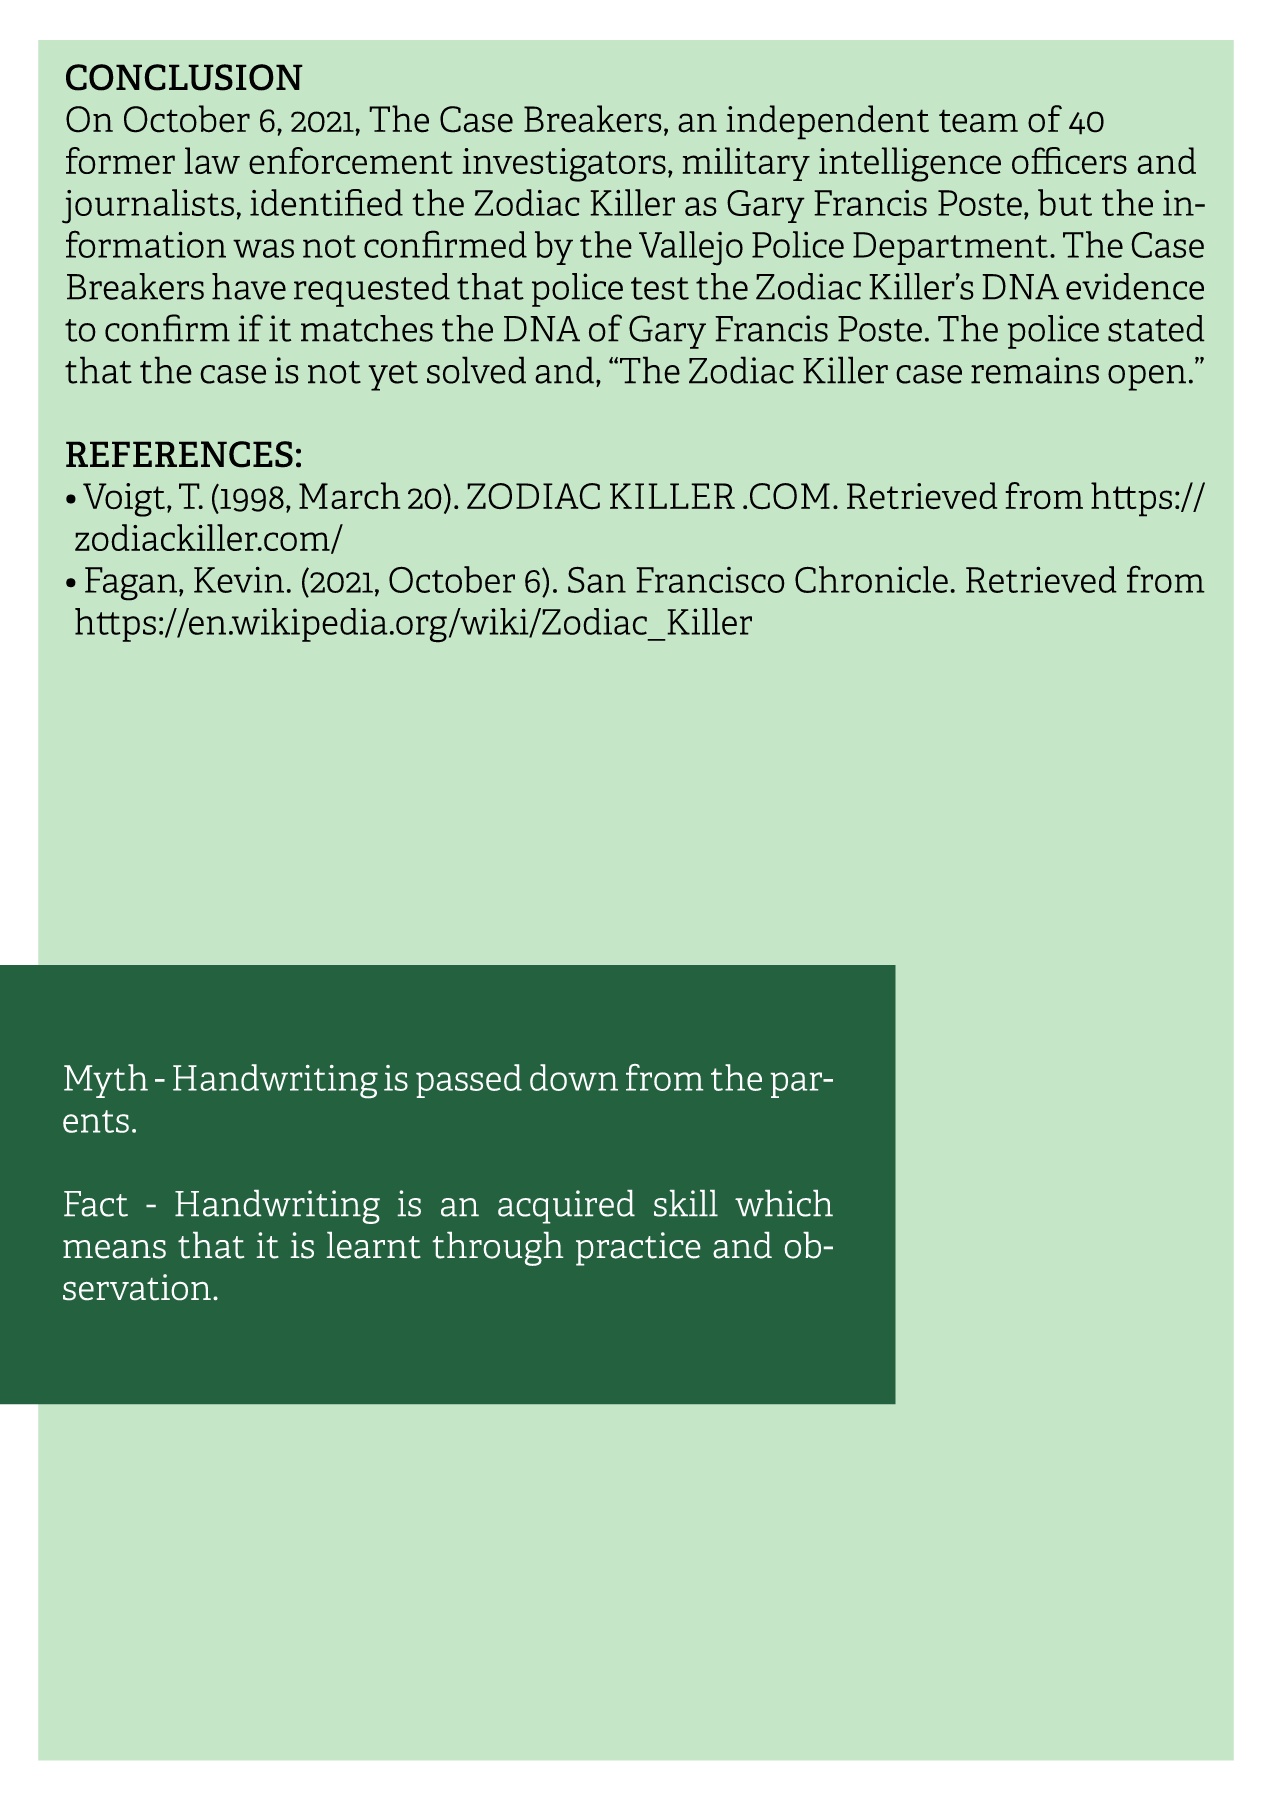 CONCLUSION
On October 6, 2021, The Case Breakers, an independent team of 40
former law enforcement investigators, military intelligence officers and
journalists, identified the Zodiac Killer as Gary Francis Poste, but the in-
formation was not confirmed by the Vallejo Police Department. The Case
Breakers have requested that police test the Zodiac Killer’s DNA evidence
to confirm if it matches the DNA of Gary Francis Poste. The police stated
that the case is not yet solved and, “The Zodiac Killer case remains open.”
REFERENCES:
• Voigt, T. (1998, March 20). ZODIAC KILLER .COM. Retrieved from https://
zodiackiller.com/
• Fagan, Kevin. (2021, October 6). San Francisco Chronicle. Retrieved from
https://en.wikipedia.org/wiki/Zodiac_Killer
Myth - Handwriting is passed down from the par-
ents.
Fact - Handwriting is an acquired skill which
means that it is learnt through practice and ob-
servation.